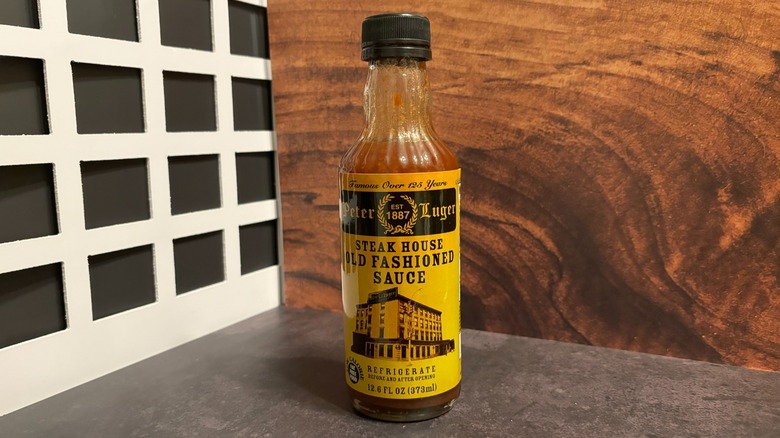 Famous Over 125 Years
Peter EST 1887 Luger
STEAK HOUSE
OLD FASHIONED
SAUCE
REFRIGERATE
BEFORE AND AFTER OPENING
12.6 FL OZ (373ml)